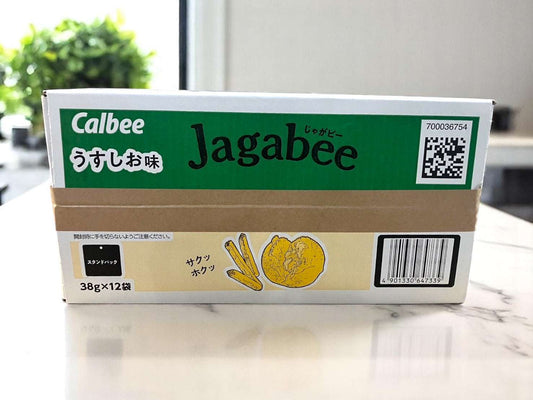 Calbee
うすしお味
じゃがビー
Jagabee
700036754
開封時に手を切らないようご注意ください。
スタンドパック
サクッ
ホクッ
38g×12袋
4 901330 647339